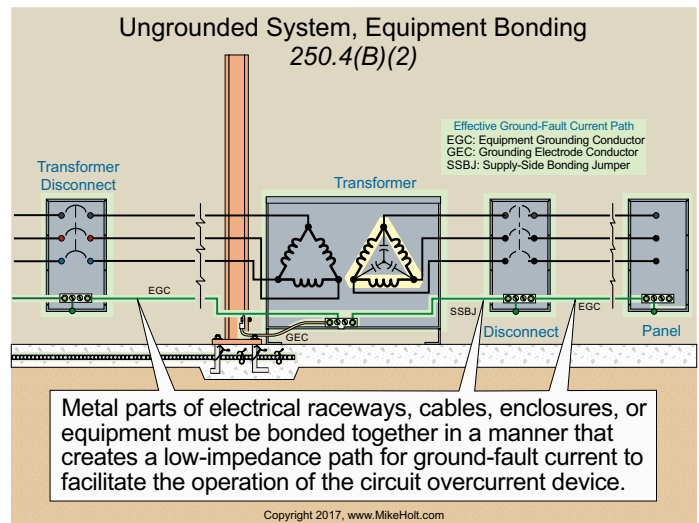 Ungrounded System, Equipment Bonding
250.4(B)(2)
Effective Ground-Fault Current Path
EGC: Equipment Grounding Conductor
GEC: Grounding Electrode Conductor
SSBJ: Supply-Side Bonding Jumper
Transformer
Disconnect
Transformer
EGC
GEC
SSBJ
Disconnect
EGC
Panel
Metal parts of electrical raceways, cables, enclosures, or
equipment must be bonded together in a manner that
creates a low-impedance path for ground-fault current to
facilitate the operation of the circuit overcurrent device.
Copyright 2017, www.MikeHolt.com